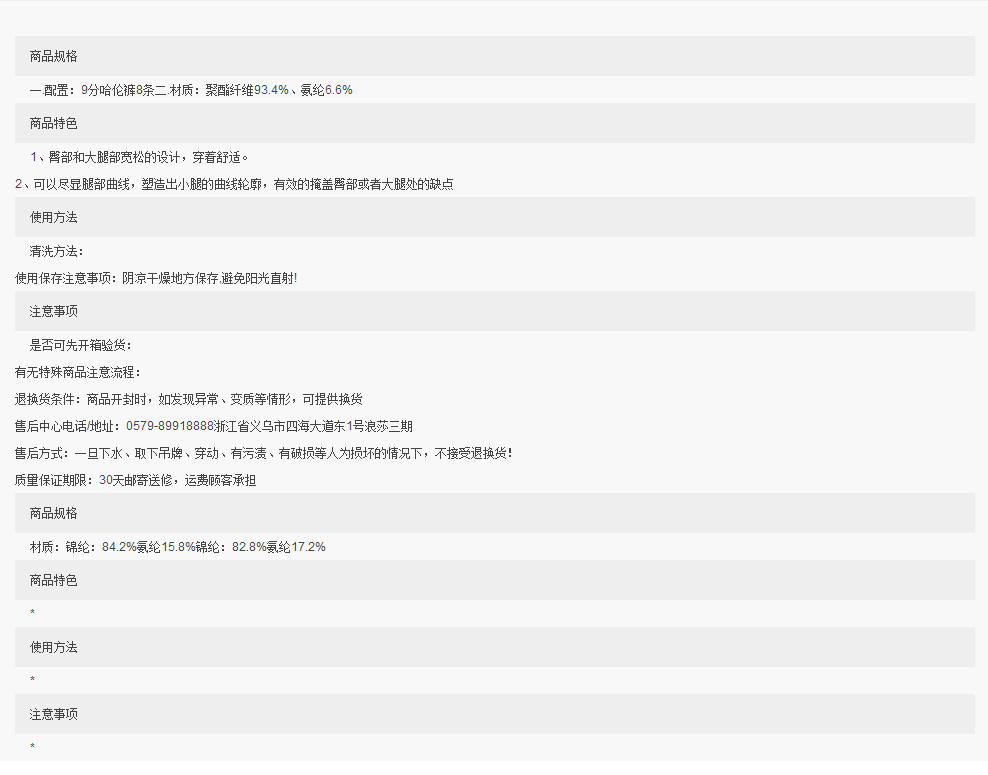 商品规格
一.配置：9分哈伦裤8条二.材质：聚酯纤维93.4%、氨纶6.6%
商品特色
1、臀部和大腿部宽松的设计，穿着舒适。
2、可以尽显腿部曲线，塑造出小腿的曲线轮廓，有效的掩盖臀部或者大腿处的缺点
使用方法
清洗方法：
使用保存注意事项：阴凉干燥地方保存,避免阳光直射!
注意事项
是否可先开箱验货：
有无特殊商品注意流程：
退换货条件：商品开封时，如发现异常、变质等情形，可提供换货
售后中心电话/地址：0579-89918888浙江省义乌市四海大道东1号浪莎三期
售后方式：一旦下水、取下吊牌、穿动、有污渍、有破损等人为损坏的情况下，不接受退换货！
质量保证期限：30天邮寄送修，运费顾客承担
商品规格
材质：锦纶：84.2%氨纶15.8%锦纶：82.8%氨纶17.2%
商品特色
*
使用方法
*
注意事项
*